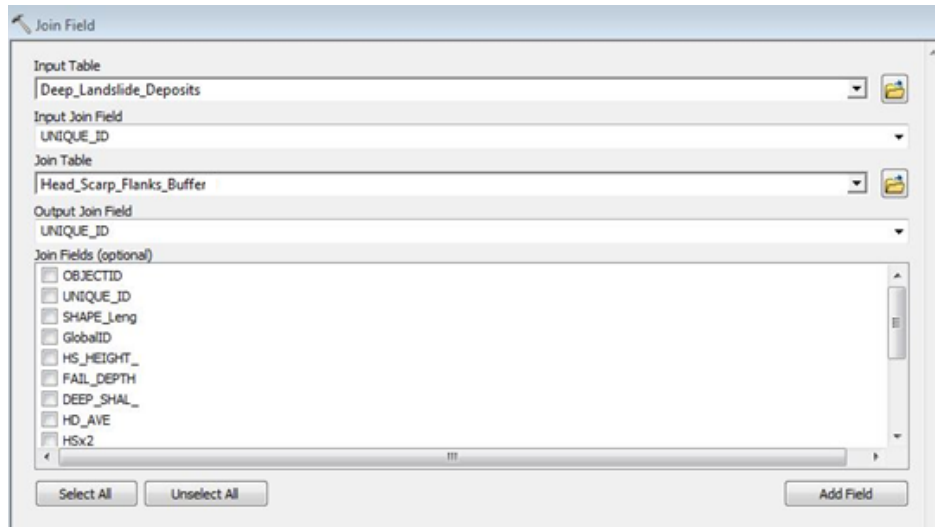 Join Field
Input Table
Deep_Landslide_Deposits
Input Join Field
UNIQUE_ID
Join Table
Head_Scarp_Flanks_Buffer
Output Join Field
UNIQUE_ID
Join Fields (optional)
OBJECTID
UNIQUE_ID
SHAPE_Leng
GlobalID
HS_HEIGHT_
FAIL_DEPTH
DEEP_SHAL_
HD_AVE
HSx2
Select All Unselect All Add Field